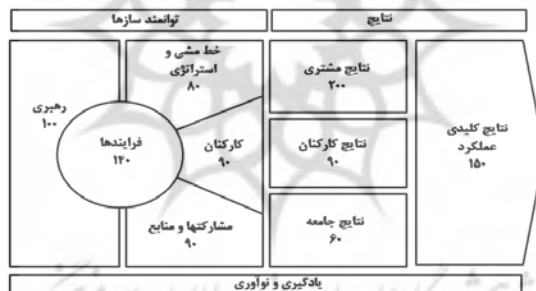 توانمند سازها
نتایج
رهبری
۱۰۰
خط مشی و
استراتژی
۸۰
فرایندها
۱۴۰
کارکنان
۹۰
مشارکتها و منابع
۹۰
نتایج مشتری
۲۰۰
نتایج کارکنان
۹۰
نتایج جامعه
۶۰
نتایج کلیدی
عملکرد
۱۵۰
یادگیری و نوآوری